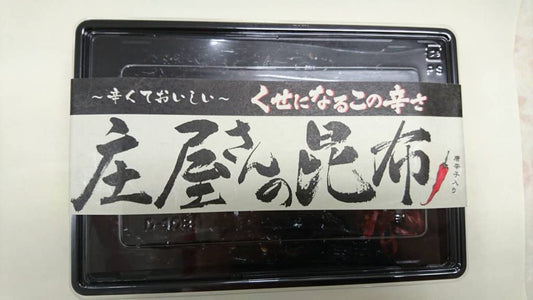 ～辛くておいしい～
くせになるこの辛さ
庄屋さんの昆布
唐辛子入り